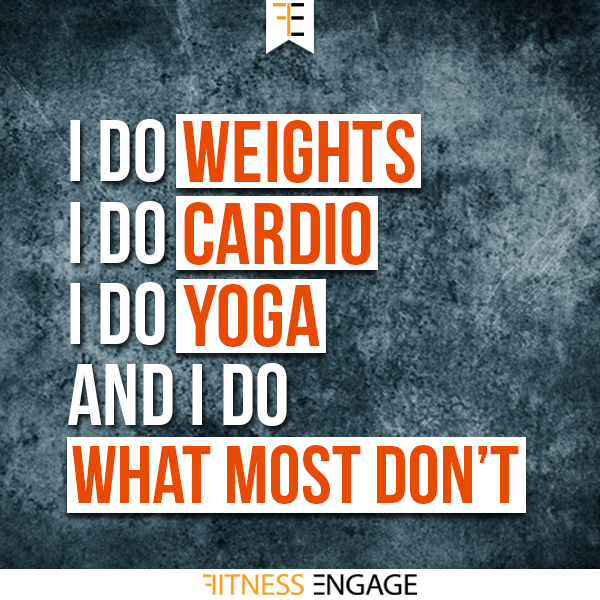 FE
I DO WEIGHTS
I DO CARDIO
I DO YOGA
AND I DO
WHAT MOST DON'T
FITNESS ENGAGE